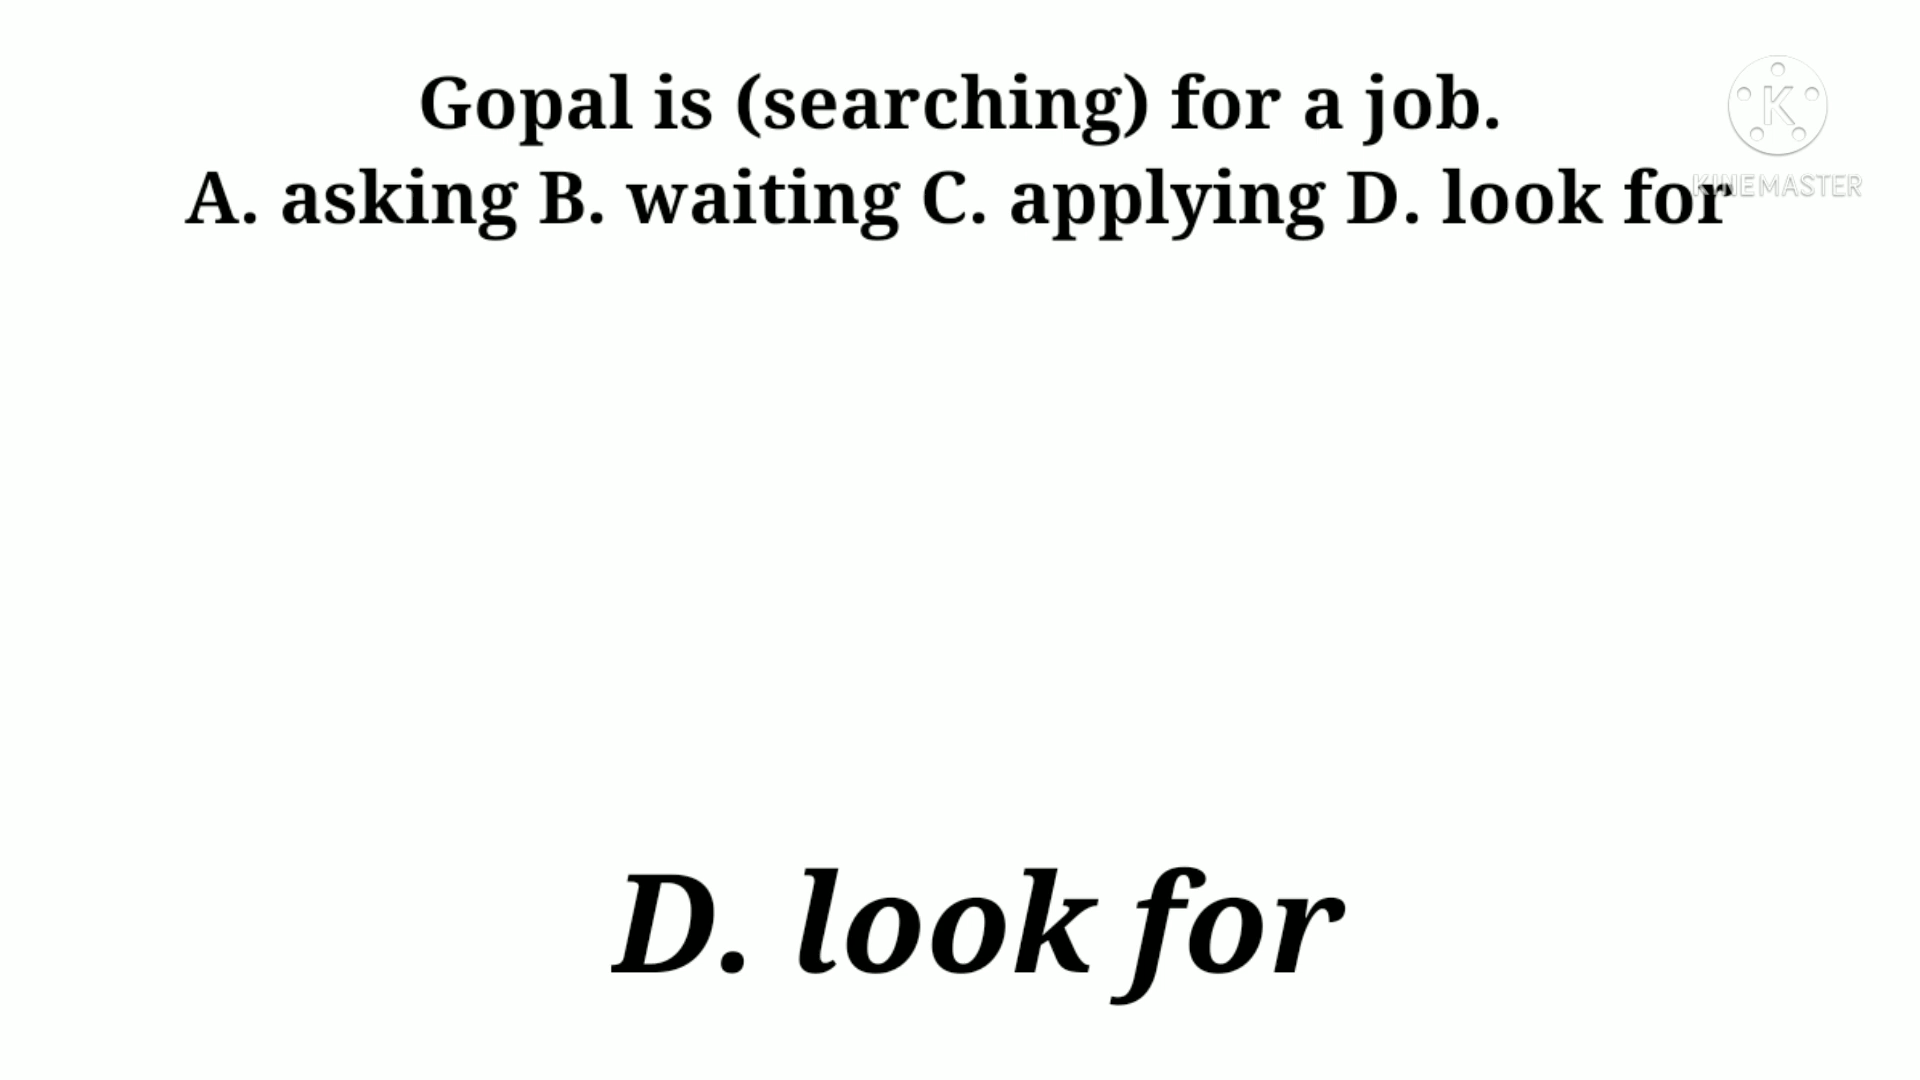 Gopal is (searching) for a job.
A. asking B. waiting C. applying D. look for
K
KINEMASTER
D. look for